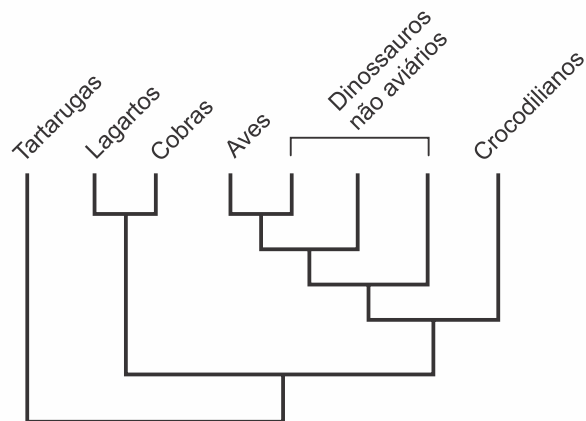 Tartarugas
Lagartos
Cobras
Aves
Dinossauros
não aviários
Crocodilianos